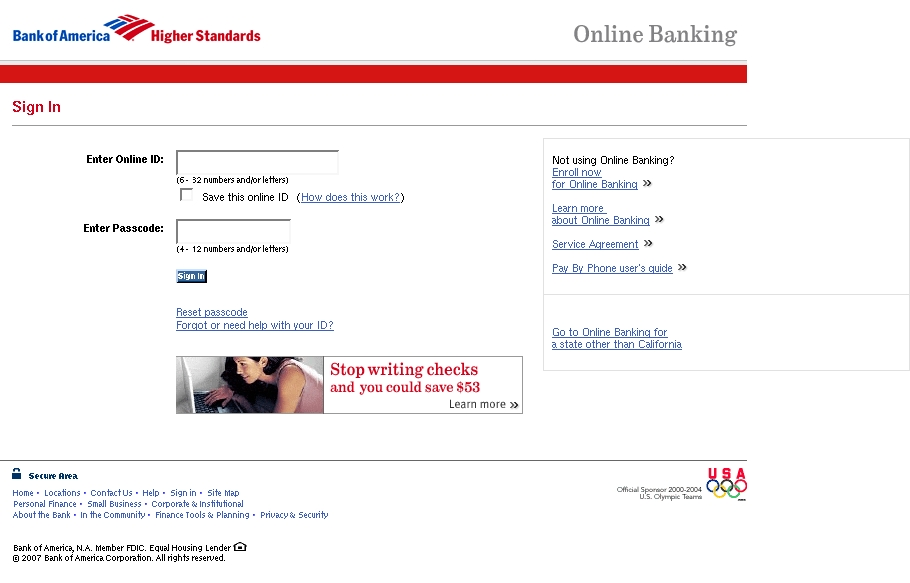 Bank of America Higher Standards
Online Banking
Sign In
Enter Online ID:
(6 - 32 numbers and/or letters)
Save this online ID (How does this work?)
Enter Passcode:
(4 - 12 numbers and/or letters)
Sign In
Reset passcode
Forgot or need help with your ID?
Stop writing checks
and you could save $53
Learn more »
Not using Online Banking?
Enroll now
for Online Banking »
Learn more
about Online Banking »
Service Agreement »
Pay By Phone user's guide »
Go to Online Banking for
a state other than California
Secure Area
Home • Locations • Contact Us • Help • Sign in • Site Map
Personal Finance • Small Business • Corporate & Institutional
About the Bank • In the Community • Finance Tools & Planning • Privacy & Security
Official Sponsor 2000-2004
U.S. Olympic Teams
USA
Bank of America, N.A. Member FDIC. Equal Housing Lender
© 2007 Bank of America Corporation. All rights reserved.